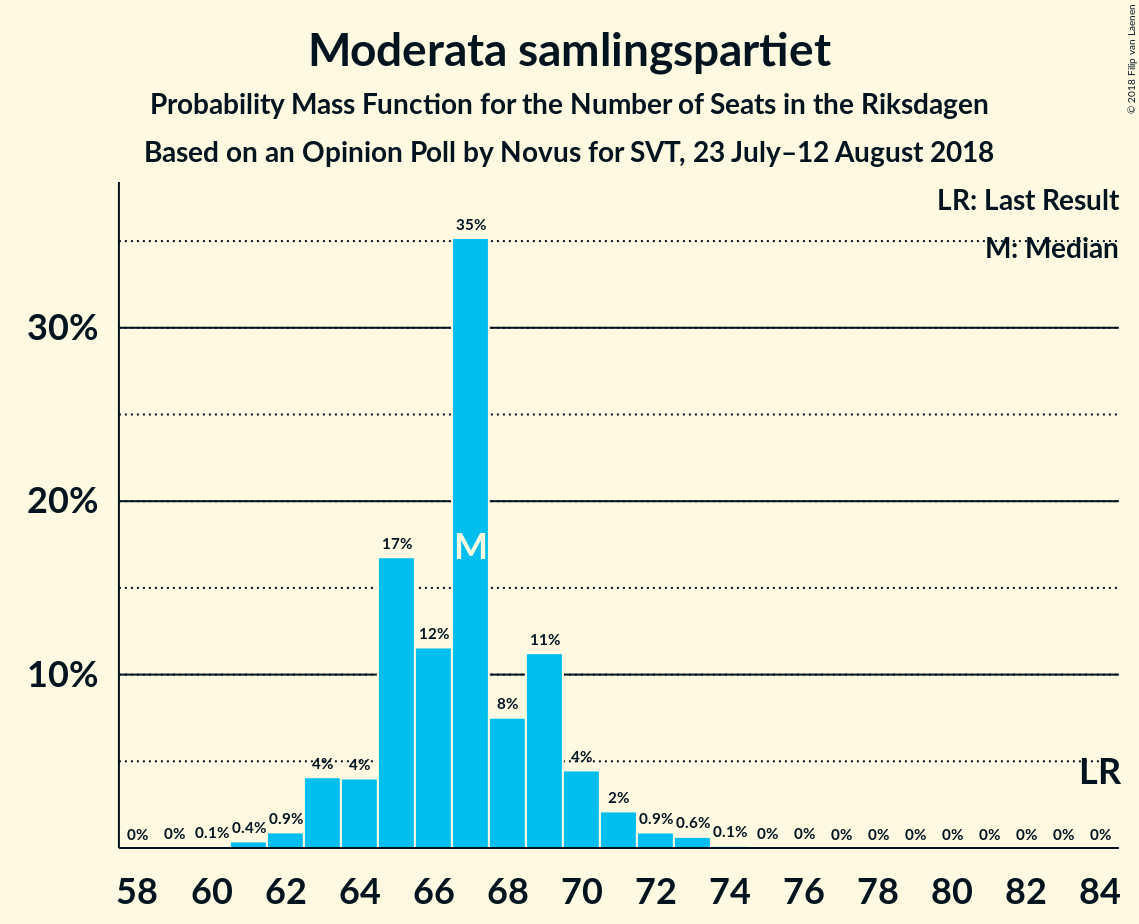 © 2018 Filip van Laenen
Moderata samlingspartiet
Probability Mass Function for the Number of Seats in the Riksdagen
Based on an Opinion Poll by Novus for SVT, 23 July–12 August 2018
LR: Last Result
M: Median
35%
30%
20%
17%
M
12%
11%
10%
8%
4% 4% 4%
LR
2%
0% 0% 0.1% 0.4% 0.9% 0.9% 0.6% 0.1% 0% 0% 0% 0% 0% 0% 0% 0% 0% 0%
58 60 62 64 66 68 70 72 74 76 78 80 82 84